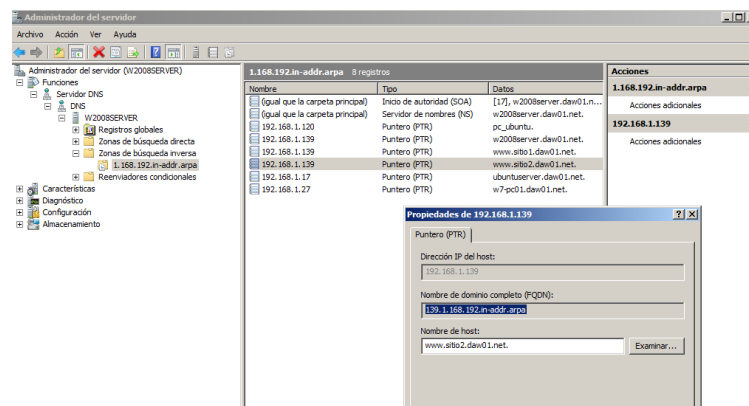 Administrador del servidor
Archivo Acción Ver Ayuda
Administrador del servidor (W2008SERVER)
Funciones
Servidor DNS
DNS
W2008SERVER
Registros globales
Zonas de búsqueda directa
Zonas de búsqueda inversa
1.168.192.in-addr.arpa
Reenviadores condicionales
Características
Diagnóstico
Configuración
Almacenamiento
1.168.192.in-addr.arpa 8 registros
Nombre Tipo Datos
(igual que la carpeta principal) Inicio de autoridad (SOA) [17], w2008server.daw01.n...
(igual que la carpeta principal) Servidor de nombres (NS) w2008server.daw01.net.
192.168.1.120 Puntero (PTR) pc_ubuntu.
192.168.1.139 Puntero (PTR) w2008server.daw01.net.
192.168.1.139 Puntero (PTR) www.sitio1.daw01.net.
192.168.1.139 Puntero (PTR) www.sitio2.daw01.net.
192.168.1.17 Puntero (PTR) ubuntuserver.daw01.net.
192.168.1.27 Puntero (PTR) w7-pc01.daw01.net.
Acciones
1.168.192.in-addr.arpa
Acciones adicionales
192.168.1.139
Acciones adicionales
Propiedades de 192.168.1.139
Puntero (PTR)
Dirección IP del host:
192.168.1.139
Nombre de dominio completo (FQDN):
139.1.168.192.in-addr.arpa
Nombre de host:
www.sitio2.daw01.net.
Examinar...